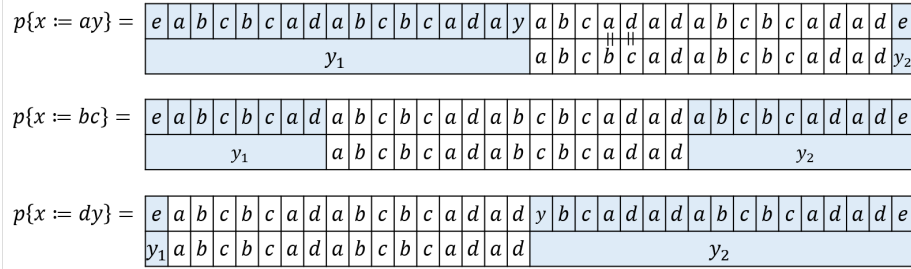 p{x := ay} = e a b c b c a d a b c b c a d a y a b c a d a d a b c b c a d a d e
y₁ a b c b c a d a b c b c a d a d y₂
p{x := bc} = e a b c b c a d a b c b c a d a b c b c a d a d a b c b c a d a d e
y₁ a b c b c a d a b c b c a d a d y₂
p{x := dy} = e a b c b c a d a b c b c a d a d y b c a d a d a b c b c a d a d e
y₁ a b c b c a d a b c b c a d a d y₂